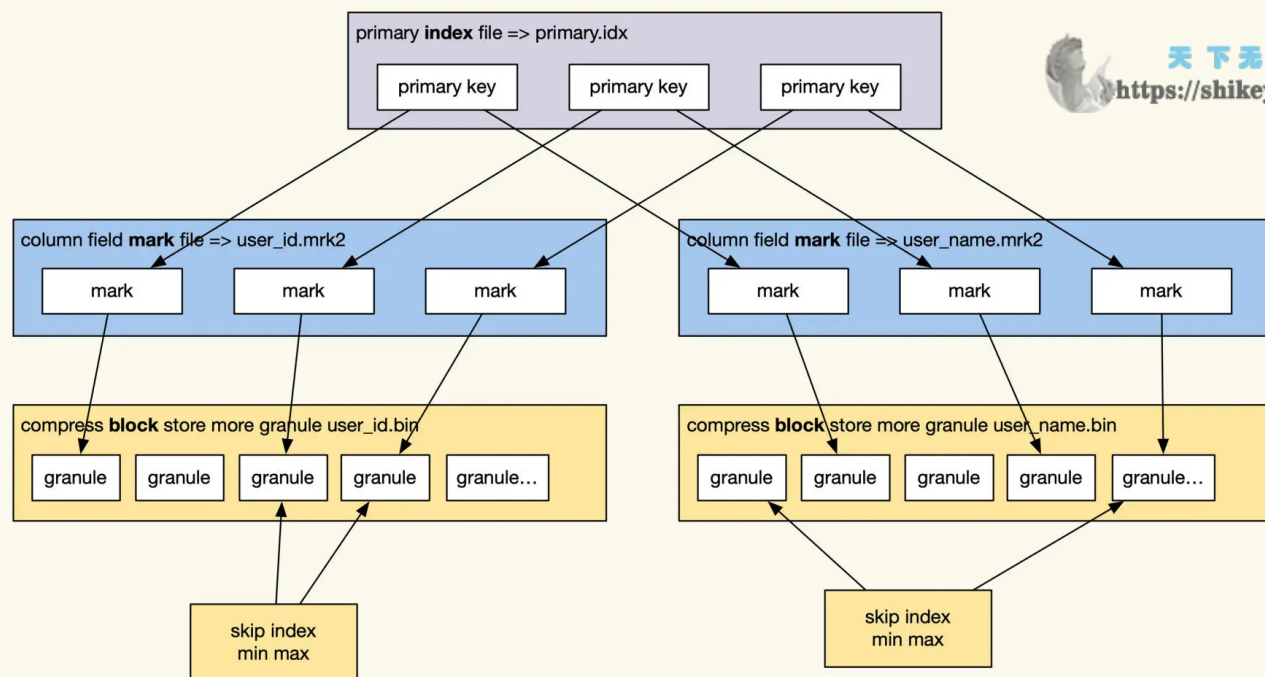 primary index file => primary.idx
天下无
https://shikey
primary key
primary key
primary key
column field mark file => user_id.mrk2
mark
mark
mark
column field mark file => user_name.mrk2
mark
mark
mark
compress block store more granule user_id.bin
granule
granule
granule
granule
granule...
compress block store more granule user_name.bin
granule
granule
granule
granule
granule...
skip index
min max
skip index
min max